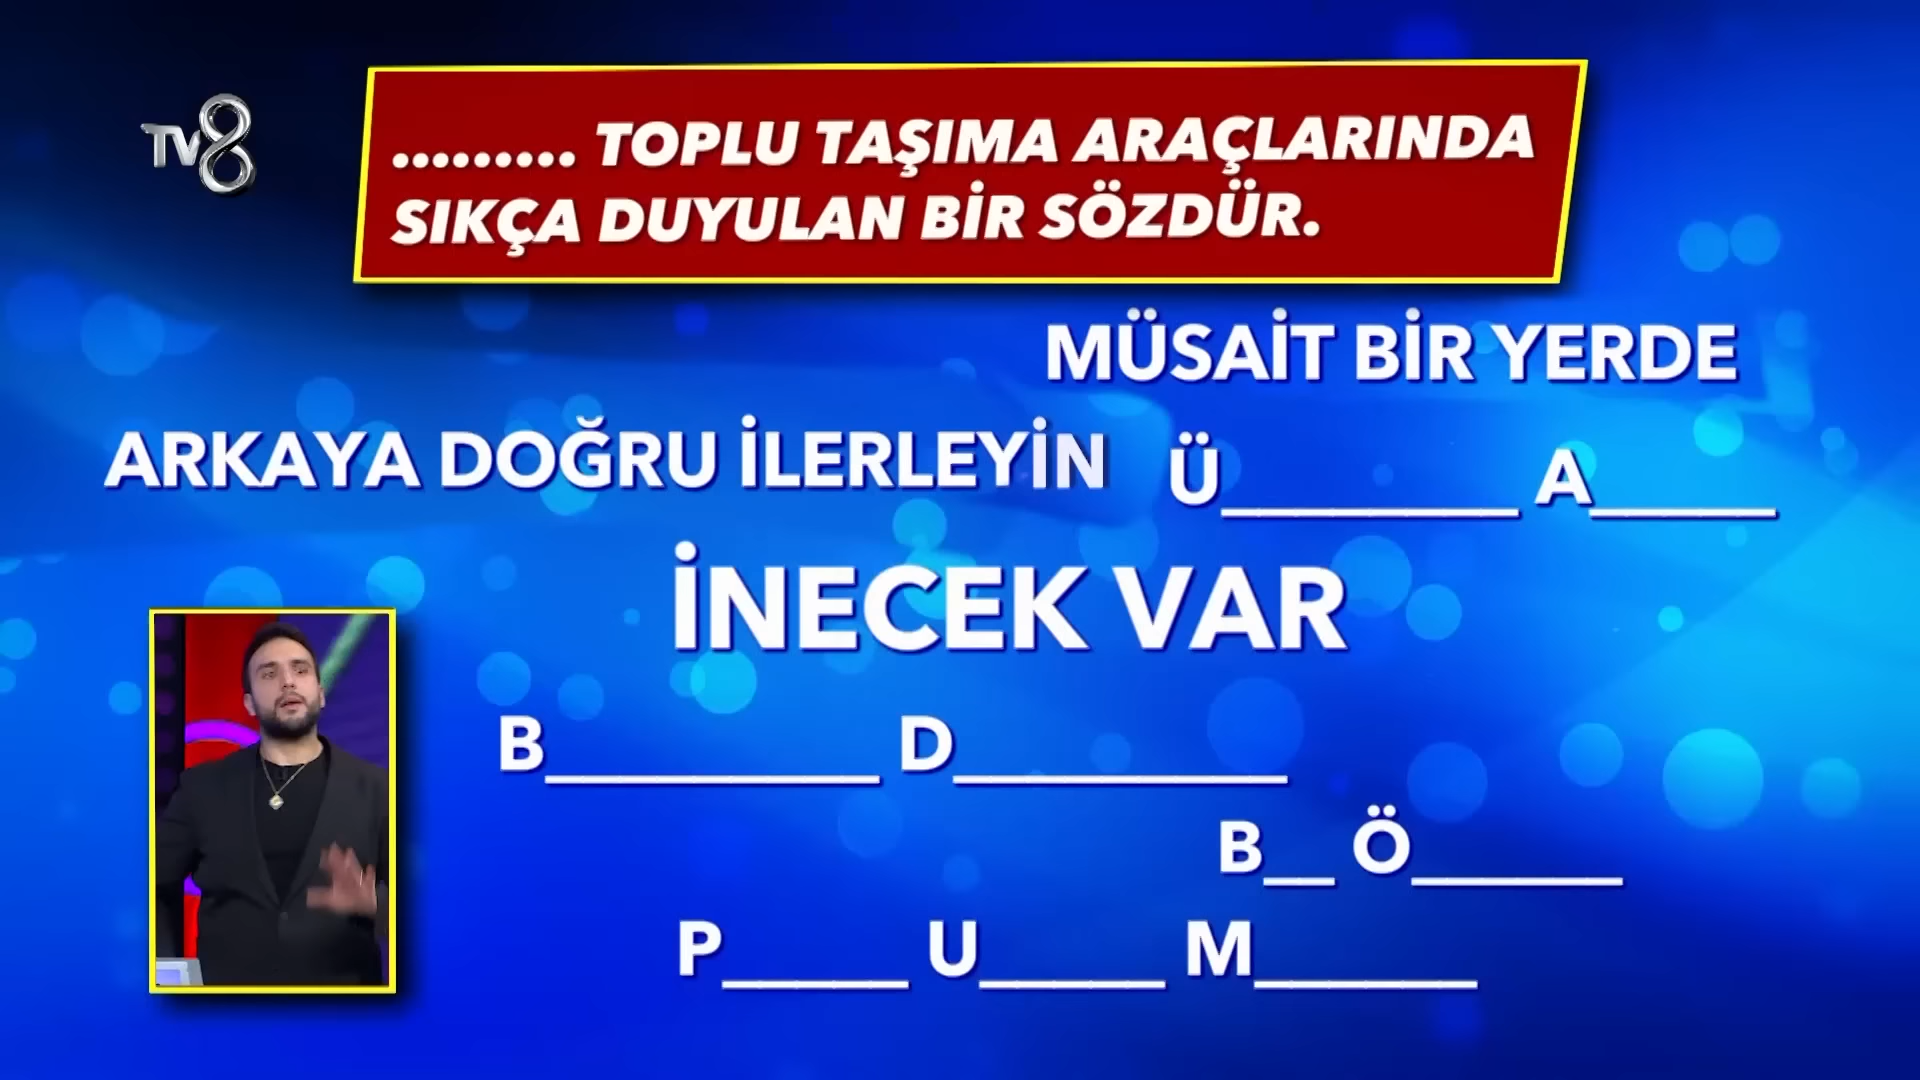 TV8
......... TOPLU TAŞIMA ARAÇLARINDA
SIKÇA DUYULAN BİR SÖZDÜR.
MÜSAİT BİR YERDE
ARKAYA DOĞRU İLERLEYİN
Ü________ A_____
İNECEK VAR
B_________ D_________
B__ Ö______
P_____ U_____ M______